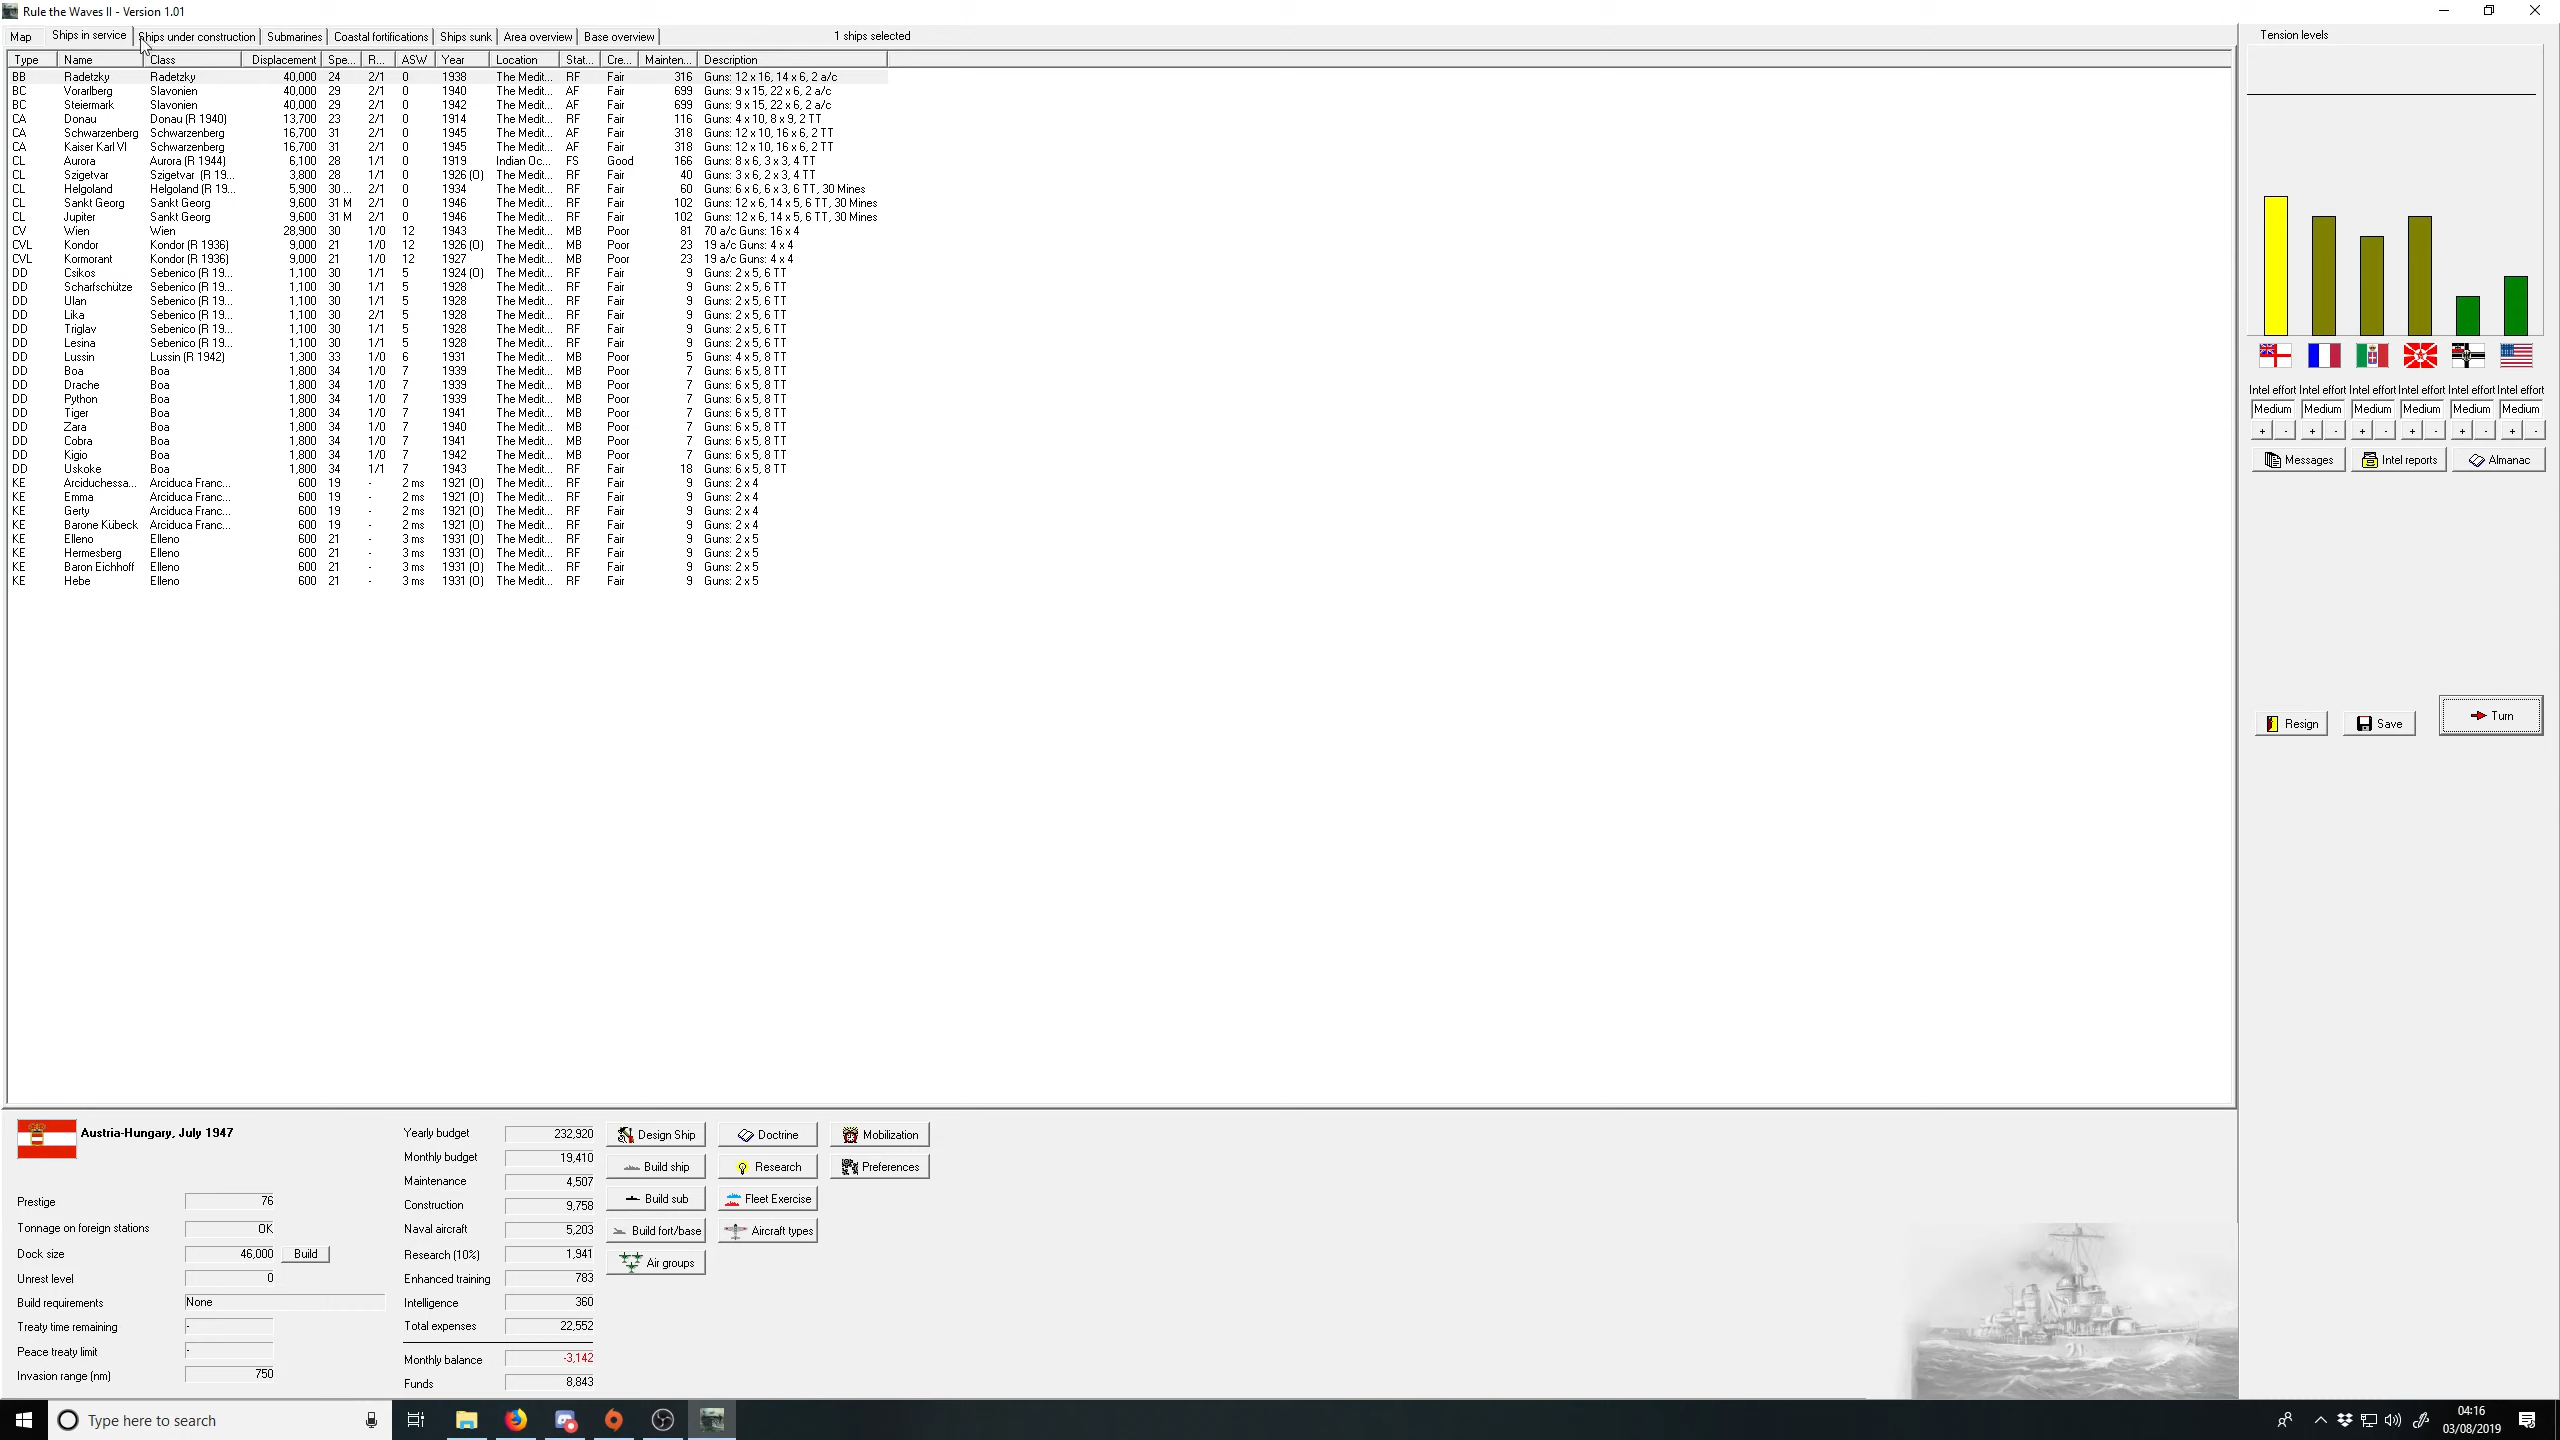 Rule the Waves II - Version 1.01
Map Ships in service Ships under construction Submarines Coastal fortifications Ships sunk Area overview Base overview 1 ships selected
Type Name Class Displacement Spe... R... ASW Year Location Stat... Cre... Mainten... Description
BB Radetzky Radetzky 40,000 24 2/1 0 1938 The Medit... RF Fair 316 Guns: 12 x 16, 14 x 6, 2 a/c
BC Vorarlberg Slavonien 40,000 29 2/1 0 1940 The Medit... AF Fair 699 Guns: 9 x 15, 22 x 6, 2 a/c
BC Steiermark Slavonien 40,000 29 2/1 0 1942 The Medit... AF Fair 699 Guns: 9 x 15, 22 x 6, 2 a/c
CA Donau Donau (R 1940) 13,700 23 2/1 0 1914 The Medit... RF Fair 116 Guns: 4 x 10, 8 x 9, 2 TT
CA Schwarzenberg Schwarzenberg 16,700 31 2/1 0 1945 The Medit... AF Fair 318 Guns: 12 x 10, 16 x 6, 2 TT
CA Kaiser Karl VI Schwarzenberg 16,700 31 2/1 0 1945 The Medit... AF Fair 318 Guns: 12 x 10, 16 x 6, 2 TT
CL Aurora Aurora (R 1944) 6,100 28 1/1 0 1919 Indian Oc... FS Good 166 Guns: 8 x 6, 3 x 3, 4 TT
CL Szigetvar Szigetvar (R 19... 3,800 28 1/1 0 1926 (O) The Medit... RF Fair 40 Guns: 3 x 6, 2 x 3, 4 TT
CL Helgoland Helgoland (R 19... 5,900 30 ... 2/1 0 1934 The Medit... RF Fair 60 Guns: 6 x 6, 6 x 3, 6 TT, 30 Mines
CL Sankt Georg Sankt Georg 9,600 31 M 2/1 0 1946 The Medit... RF Fair 102 Guns: 12 x 6, 14 x 5, 6 TT, 30 Mines
CL Jupiter Sankt Georg 9,600 31 M 2/1 0 1946 The Medit... RF Fair 102 Guns: 12 x 6, 14 x 5, 6 TT, 30 Mines
CV Wien Wien 28,900 30 1/0 12 1943 The Medit... MB Poor 81 70 a/c Guns: 16 x 4
CVL Kondor Kondor (R 1936) 9,000 21 1/0 12 1926 (O) The Medit... MB Poor 23 19 a/c Guns: 4 x 4
CVL Kormorant Kondor (R 1936) 9,000 21 1/0 12 1927 The Medit... MB Poor 23 19 a/c Guns: 4 x 4
DD Csikos Sebenico (R 19... 1,100 30 1/1 5 1924 (O) The Medit... RF Fair 9 Guns: 2 x 5, 6 TT
DD Scharfschütze Sebenico (R 19... 1,100 30 1/1 5 1928 The Medit... RF Fair 9 Guns: 2 x 5, 6 TT
DD Ulan Sebenico (R 19... 1,100 30 1/1 5 1928 The Medit... RF Fair 9 Guns: 2 x 5, 6 TT
DD Lika Sebenico (R 19... 1,100 30 2/1 5 1928 The Medit... RF Fair 9 Guns: 2 x 5, 6 TT
DD Triglav Sebenico (R 19... 1,100 30 1/1 5 1928 The Medit... RF Fair 9 Guns: 2 x 5, 6 TT
DD Lesina Sebenico (R 19... 1,100 30 1/1 5 1928 The Medit... RF Fair 9 Guns: 2 x 5, 6 TT
DD Lussin Lussin (R 1942) 1,300 33 1/0 6 1931 The Medit... MB Poor 5 Guns: 4 x 5, 8 TT
DD Boa Boa 1,800 34 1/0 7 1939 The Medit... MB Poor 7 Guns: 6 x 5, 8 TT
DD Drache Boa 1,800 34 1/0 7 1939 The Medit... MB Poor 7 Guns: 6 x 5, 8 TT
DD Python Boa 1,800 34 1/0 7 1939 The Medit... MB Poor 7 Guns: 6 x 5, 8 TT
DD Tiger Boa 1,800 34 1/0 7 1941 The Medit... MB Poor 7 Guns: 6 x 5, 8 TT
DD Zara Boa 1,800 34 1/0 7 1940 The Medit... MB Poor 7 Guns: 6 x 5, 8 TT
DD Cobra Boa 1,800 34 1/0 7 1941 The Medit... MB Poor 7 Guns: 6 x 5, 8 TT
DD Kigio Boa 1,800 34 1/0 7 1942 The Medit... MB Poor 7 Guns: 6 x 5, 8 TT
DD Uskoke Boa 1,800 34 1/1 7 1943 The Medit... RF Fair 18 Guns: 6 x 5, 8 TT
KE Arciduchessa... Arciduca Franc... 600 19 - 2 ms 1921 (O) The Medit... RF Fair 9 Guns: 2 x 4
KE Emma Arciduca Franc... 600 19 - 2 ms 1921 (O) The Medit... RF Fair 9 Guns: 2 x 4
KE Gerty Arciduca Franc... 600 19 - 2 ms 1921 (O) The Medit... RF Fair 9 Guns: 2 x 4
KE Barone Kübeck Arciduca Franc... 600 19 - 2 ms 1921 (O) The Medit... RF Fair 9 Guns: 2 x 4
KE Elleno Elleno 600 21 - 3 ms 1931 (O) The Medit... RF Fair 9 Guns: 2 x 5
KE Hermesberg Elleno 600 21 - 3 ms 1931 (O) The Medit... RF Fair 9 Guns: 2 x 5
KE Baron Eichhoff Elleno 600 21 - 3 ms 1931 (O) The Medit... RF Fair 9 Guns: 2 x 5
KE Hebe Elleno 600 21 - 3 ms 1931 (O) The Medit... RF Fair 9 Guns: 2 x 5
Tension levels
Intel effort Intel effort Intel effort Intel effort Intel effort Intel effort
Medium Medium Medium Medium Medium Medium
+ - + - + - + - + - + -
Messages Intel reports Almanac
Resign Save Turn
Austria-Hungary, July 1947
Prestige 76
Tonnage on foreign stations OK
Dock size 46,000 Build
Unrest level 0
Build requirements None
Treaty time remaining -
Peace treaty limit -
Invasion range (nm) 750
Yearly budget 232,920
Monthly budget 19,410
Maintenance 4,507
Construction 9,758
Naval aircraft 5,203
Research (10%) 1,941
Enhanced training 783
Intelligence 360
Total expenses 22,552
Monthly balance -3,142
Funds 8,843
Design Ship Doctrine Mobilization
Build ship Research Preferences
Build sub Fleet Exercise
Build fort/base Aircraft types
Air groups
Type here to search
04:16
03/08/2019